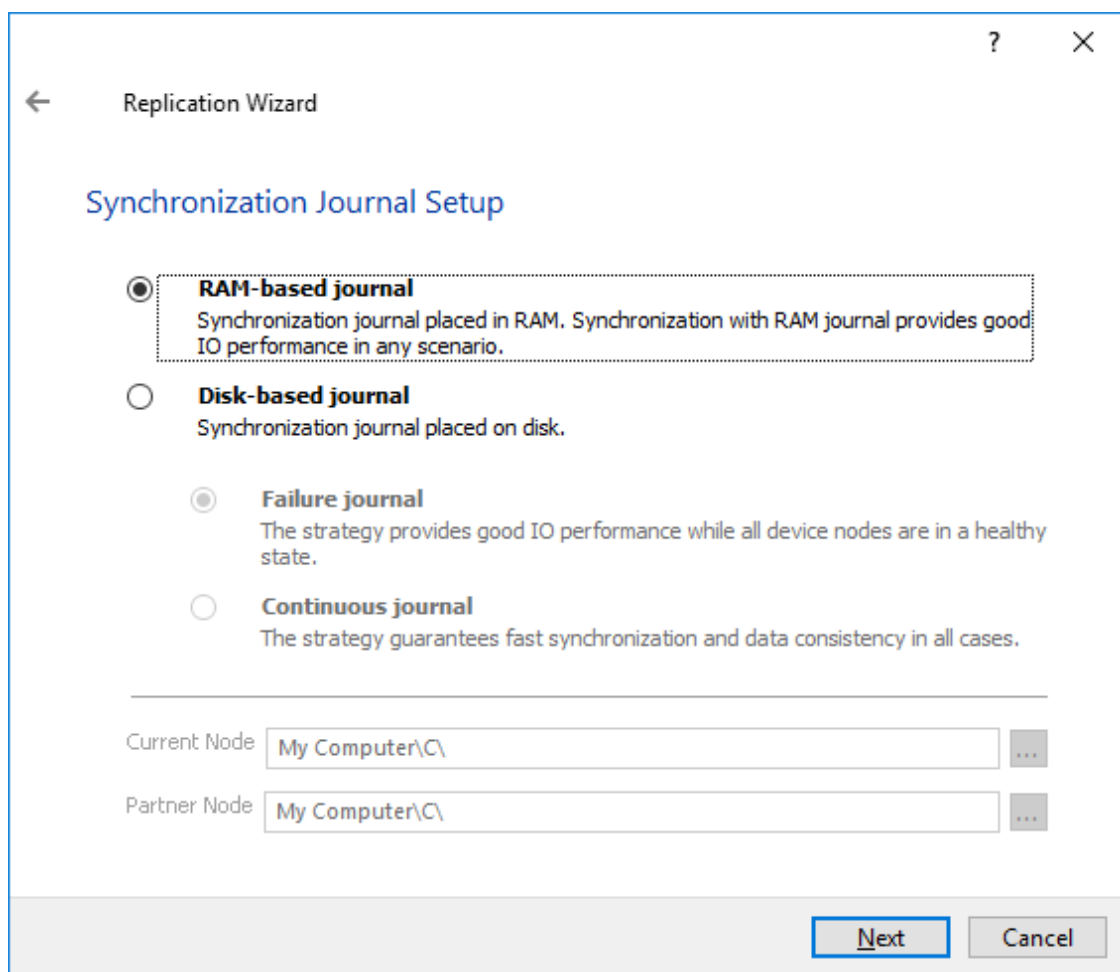 ?
Replication Wizard
Synchronization Journal Setup
RAM-based journal
Synchronization journal placed in RAM. Synchronization with RAM journal provides good
IO performance in any scenario.
Disk-based journal
Synchronization journal placed on disk.
Failure journal
The strategy provides good IO performance while all device nodes are in a healthy
state.
Continuous journal
The strategy guarantees fast synchronization and data consistency in all cases.
Current Node My Computer\C\ ...
Partner Node My Computer\C\ ...
Next Cancel